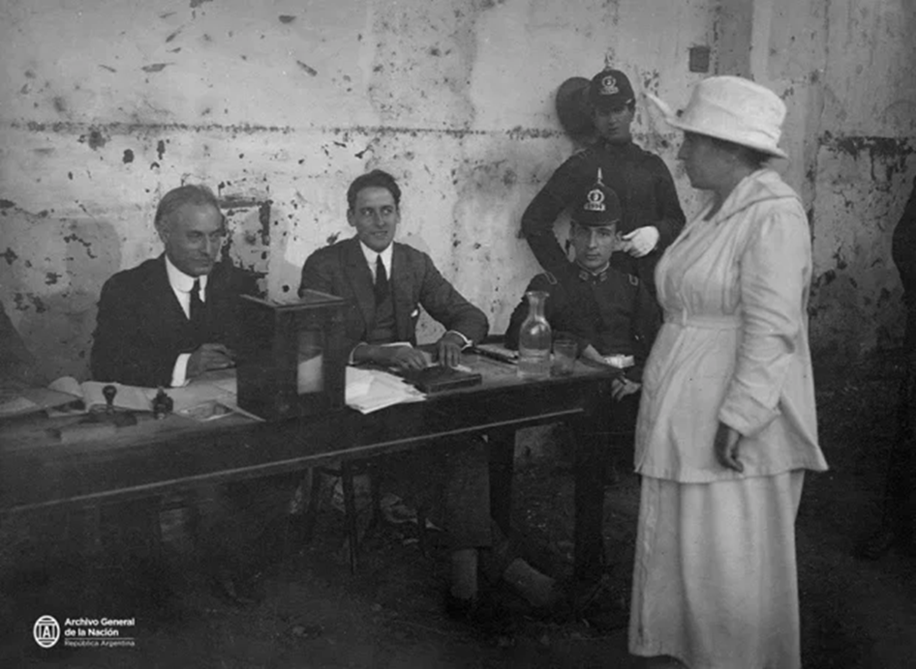 Archivo General
de la Nación
República Argentina